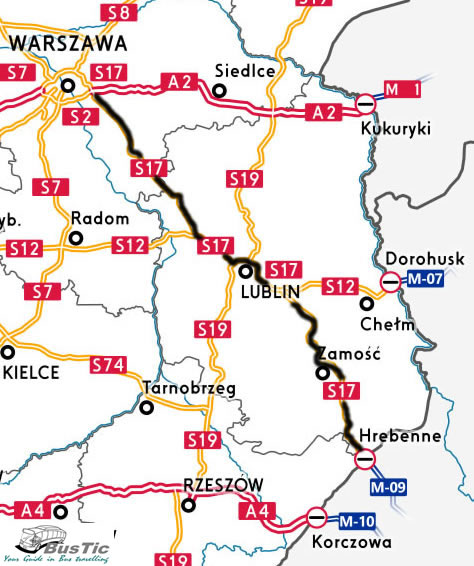 S8
WARSZAWA
S7
S17
Siedlce
A2
M 1
S2
A2
Kukuryki
S17
S7
S19
yb.
Radom
S12
S12
S17
Dorohusk
S17
M-07
LUBLIN
S12
S7
Chełm
S19
KIELCE
S74
Zamość
Tarnobrzeg
S17
Hrebenne
S19
RZESZÓW
M-09
A4
A4
M-10
Korczowa
BusTic
Your Guide in Bus travelling
S19